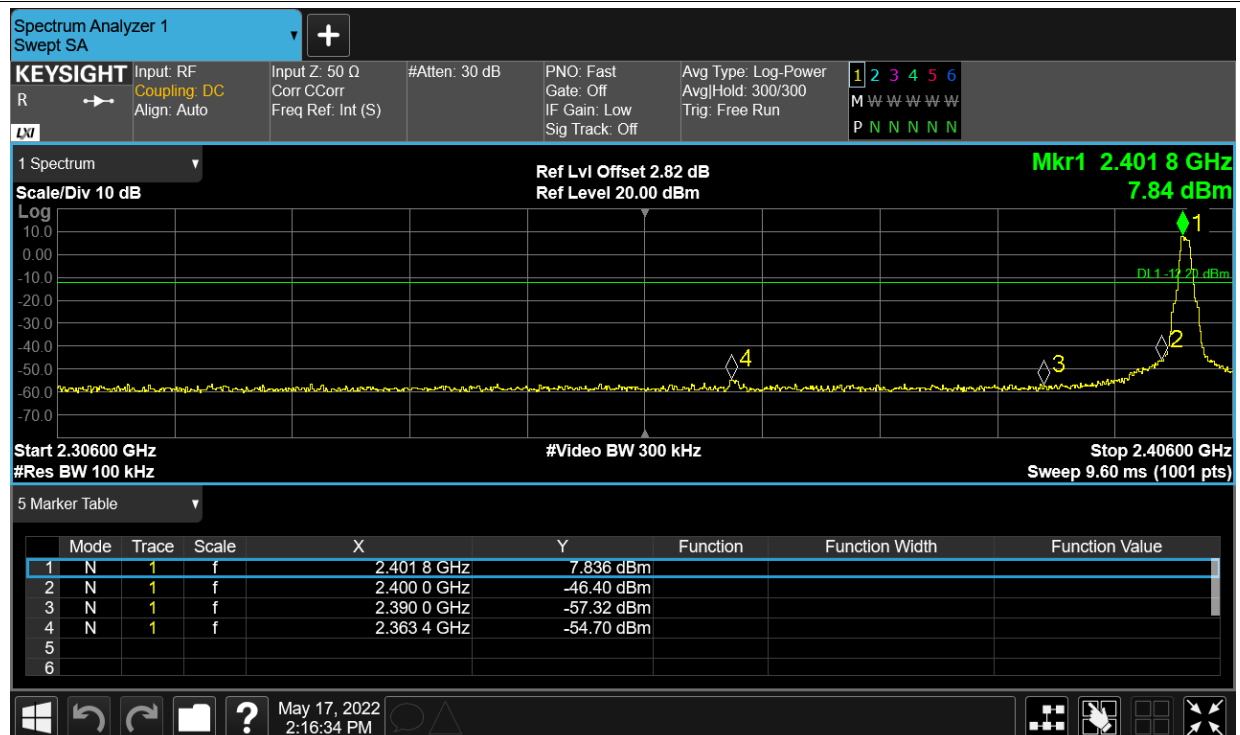 Spectrum Analyzer 1
Swept SA
KEYSIGHT
R
LXI
Input: RF
Coupling: DC
Align: Auto
Input Z: 50 Ω
Corr CCorr
Freq Ref: Int (S)
#Atten: 30 dB
PNO: Fast
Gate: Off
IF Gain: Low
Sig Track: Off
Avg Type: Log-Power
Avg|Hold: 300/300
Trig: Free Run
1 2 3 4 5 6
M W W W W W
P N N N N N
1 Spectrum
Scale/Div 10 dB
Ref Lvl Offset 2.82 dB
Ref Level 20.00 dBm
Mkr1 2.401 8 GHz
7.84 dBm
Log
10.0
0.00
-10.0
-20.0
-30.0
-40.0
-50.0
-60.0
-70.0
1
DL1 -12.20 dBm
2
3
4
Start 2.30600 GHz
#Video BW 300 kHz
Stop 2.40600 GHz
#Res BW 100 kHz
Sweep 9.60 ms (1001 pts)
5 Marker Table
Mode Trace Scale X Y Function Function Width Function Value
1 N 1 f 2.401 8 GHz 7.836 dBm
2 N 1 f 2.400 0 GHz -46.40 dBm
3 N 1 f 2.390 0 GHz -57.32 dBm
4 N 1 f 2.363 4 GHz -54.70 dBm
5
6
?
May 17, 2022
2:16:34 PM